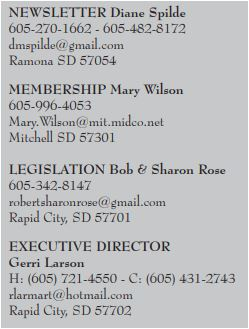 NEWSLETTER Diane Spilde
605-270-1662 - 605-482-8172
dmspilde@gmail.com
Ramona SD 57054
MEMBERSHIP Mary Wilson
605-996-4053
Mary.Wilson@mit.midco.net
Mitchell SD 57301
LEGISLATION Bob & Sharon Rose
605-342-8147
robertsharonrose@gmail.com
Rapid City, SD 57701
EXECUTIVE DIRECTOR
Gerri Larson
H: (605) 721-4550 - C: (605) 431-2743
rlarmart@hotmail.com
Rapid City, SD 57702